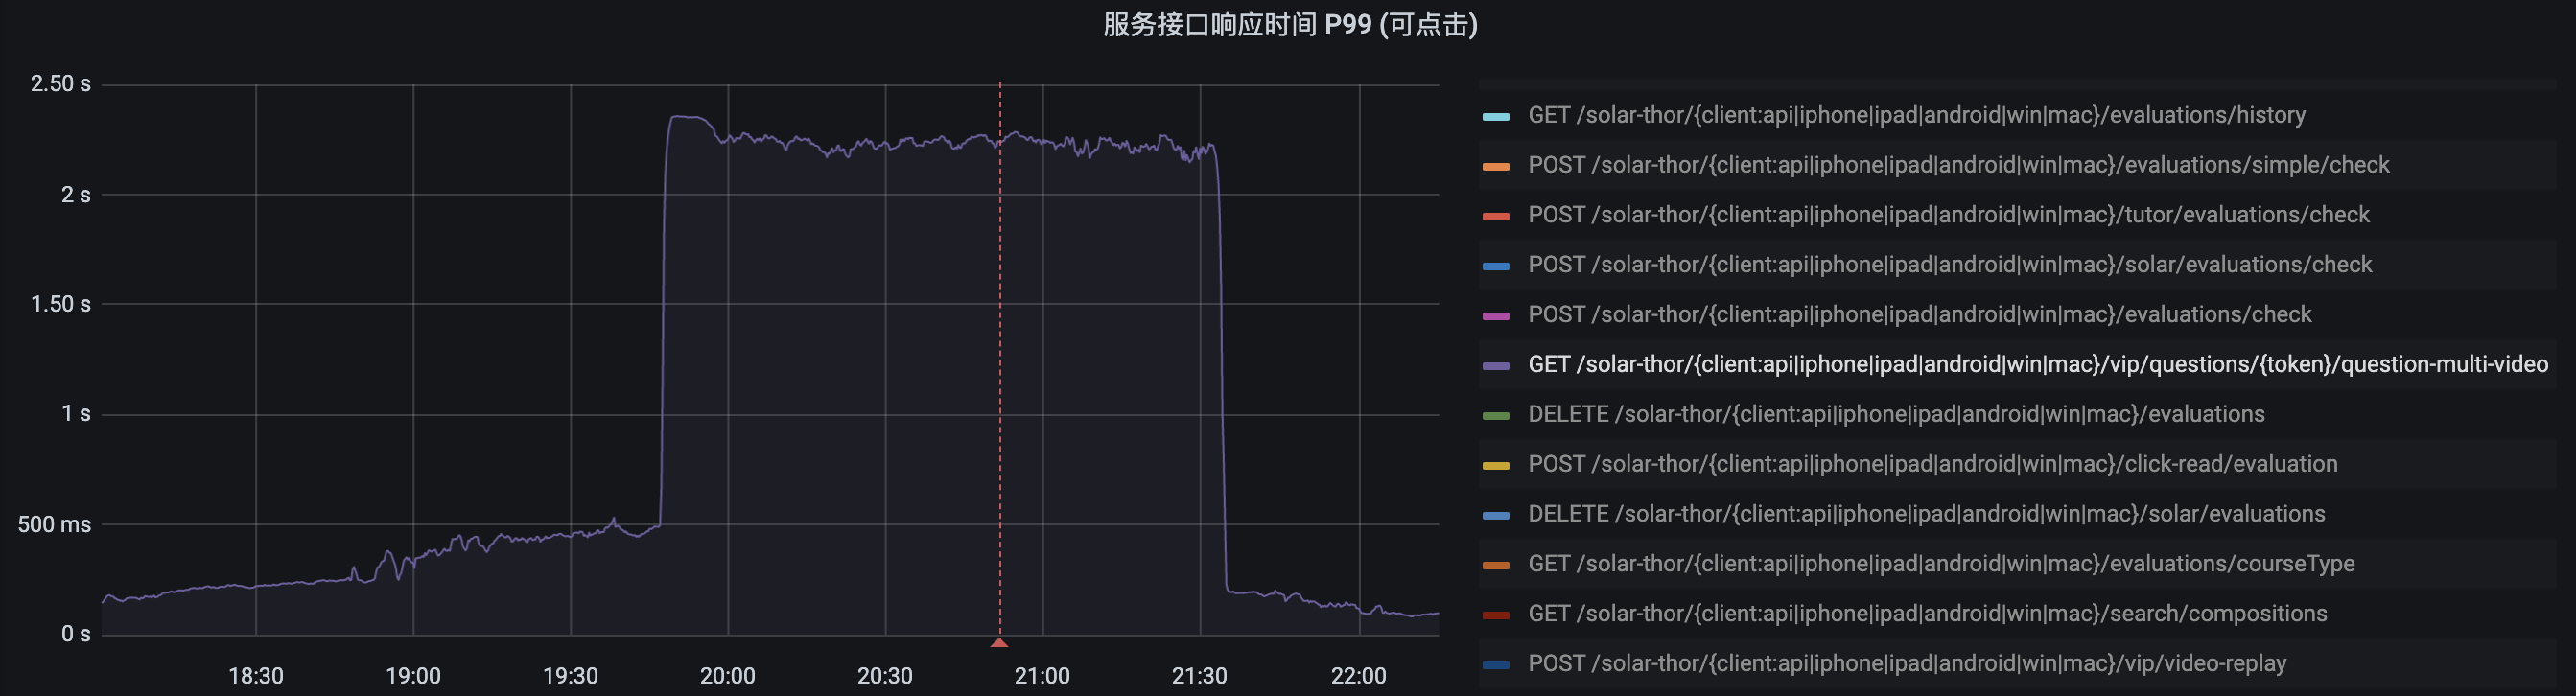 服务接口响应时间 P99 (可点击)
2.50 s
2 s
1.50 s
1 s
500 ms
0 s
18:30 19:00 19:30 20:00 20:30 21:00 21:30 22:00
GET /solar-thor/{client:api|iphone|ipad|android|win|mac}/evaluations/history
POST /solar-thor/{client:api|iphone|ipad|android|win|mac}/evaluations/simple/check
POST /solar-thor/{client:api|iphone|ipad|android|win|mac}/tutor/evaluations/check
POST /solar-thor/{client:api|iphone|ipad|android|win|mac}/solar/evaluations/check
POST /solar-thor/{client:api|iphone|ipad|android|win|mac}/evaluations/check
GET /solar-thor/{client:api|iphone|ipad|android|win|mac}/vip/questions/{token}/question-multi-video
DELETE /solar-thor/{client:api|iphone|ipad|android|win|mac}/evaluations
POST /solar-thor/{client:api|iphone|ipad|android|win|mac}/click-read/evaluation
DELETE /solar-thor/{client:api|iphone|ipad|android|win|mac}/solar/evaluations
GET /solar-thor/{client:api|iphone|ipad|android|win|mac}/evaluations/courseType
GET /solar-thor/{client:api|iphone|ipad|android|win|mac}/search/compositions
POST /solar-thor/{client:api|iphone|ipad|android|win|mac}/vip/video-replay